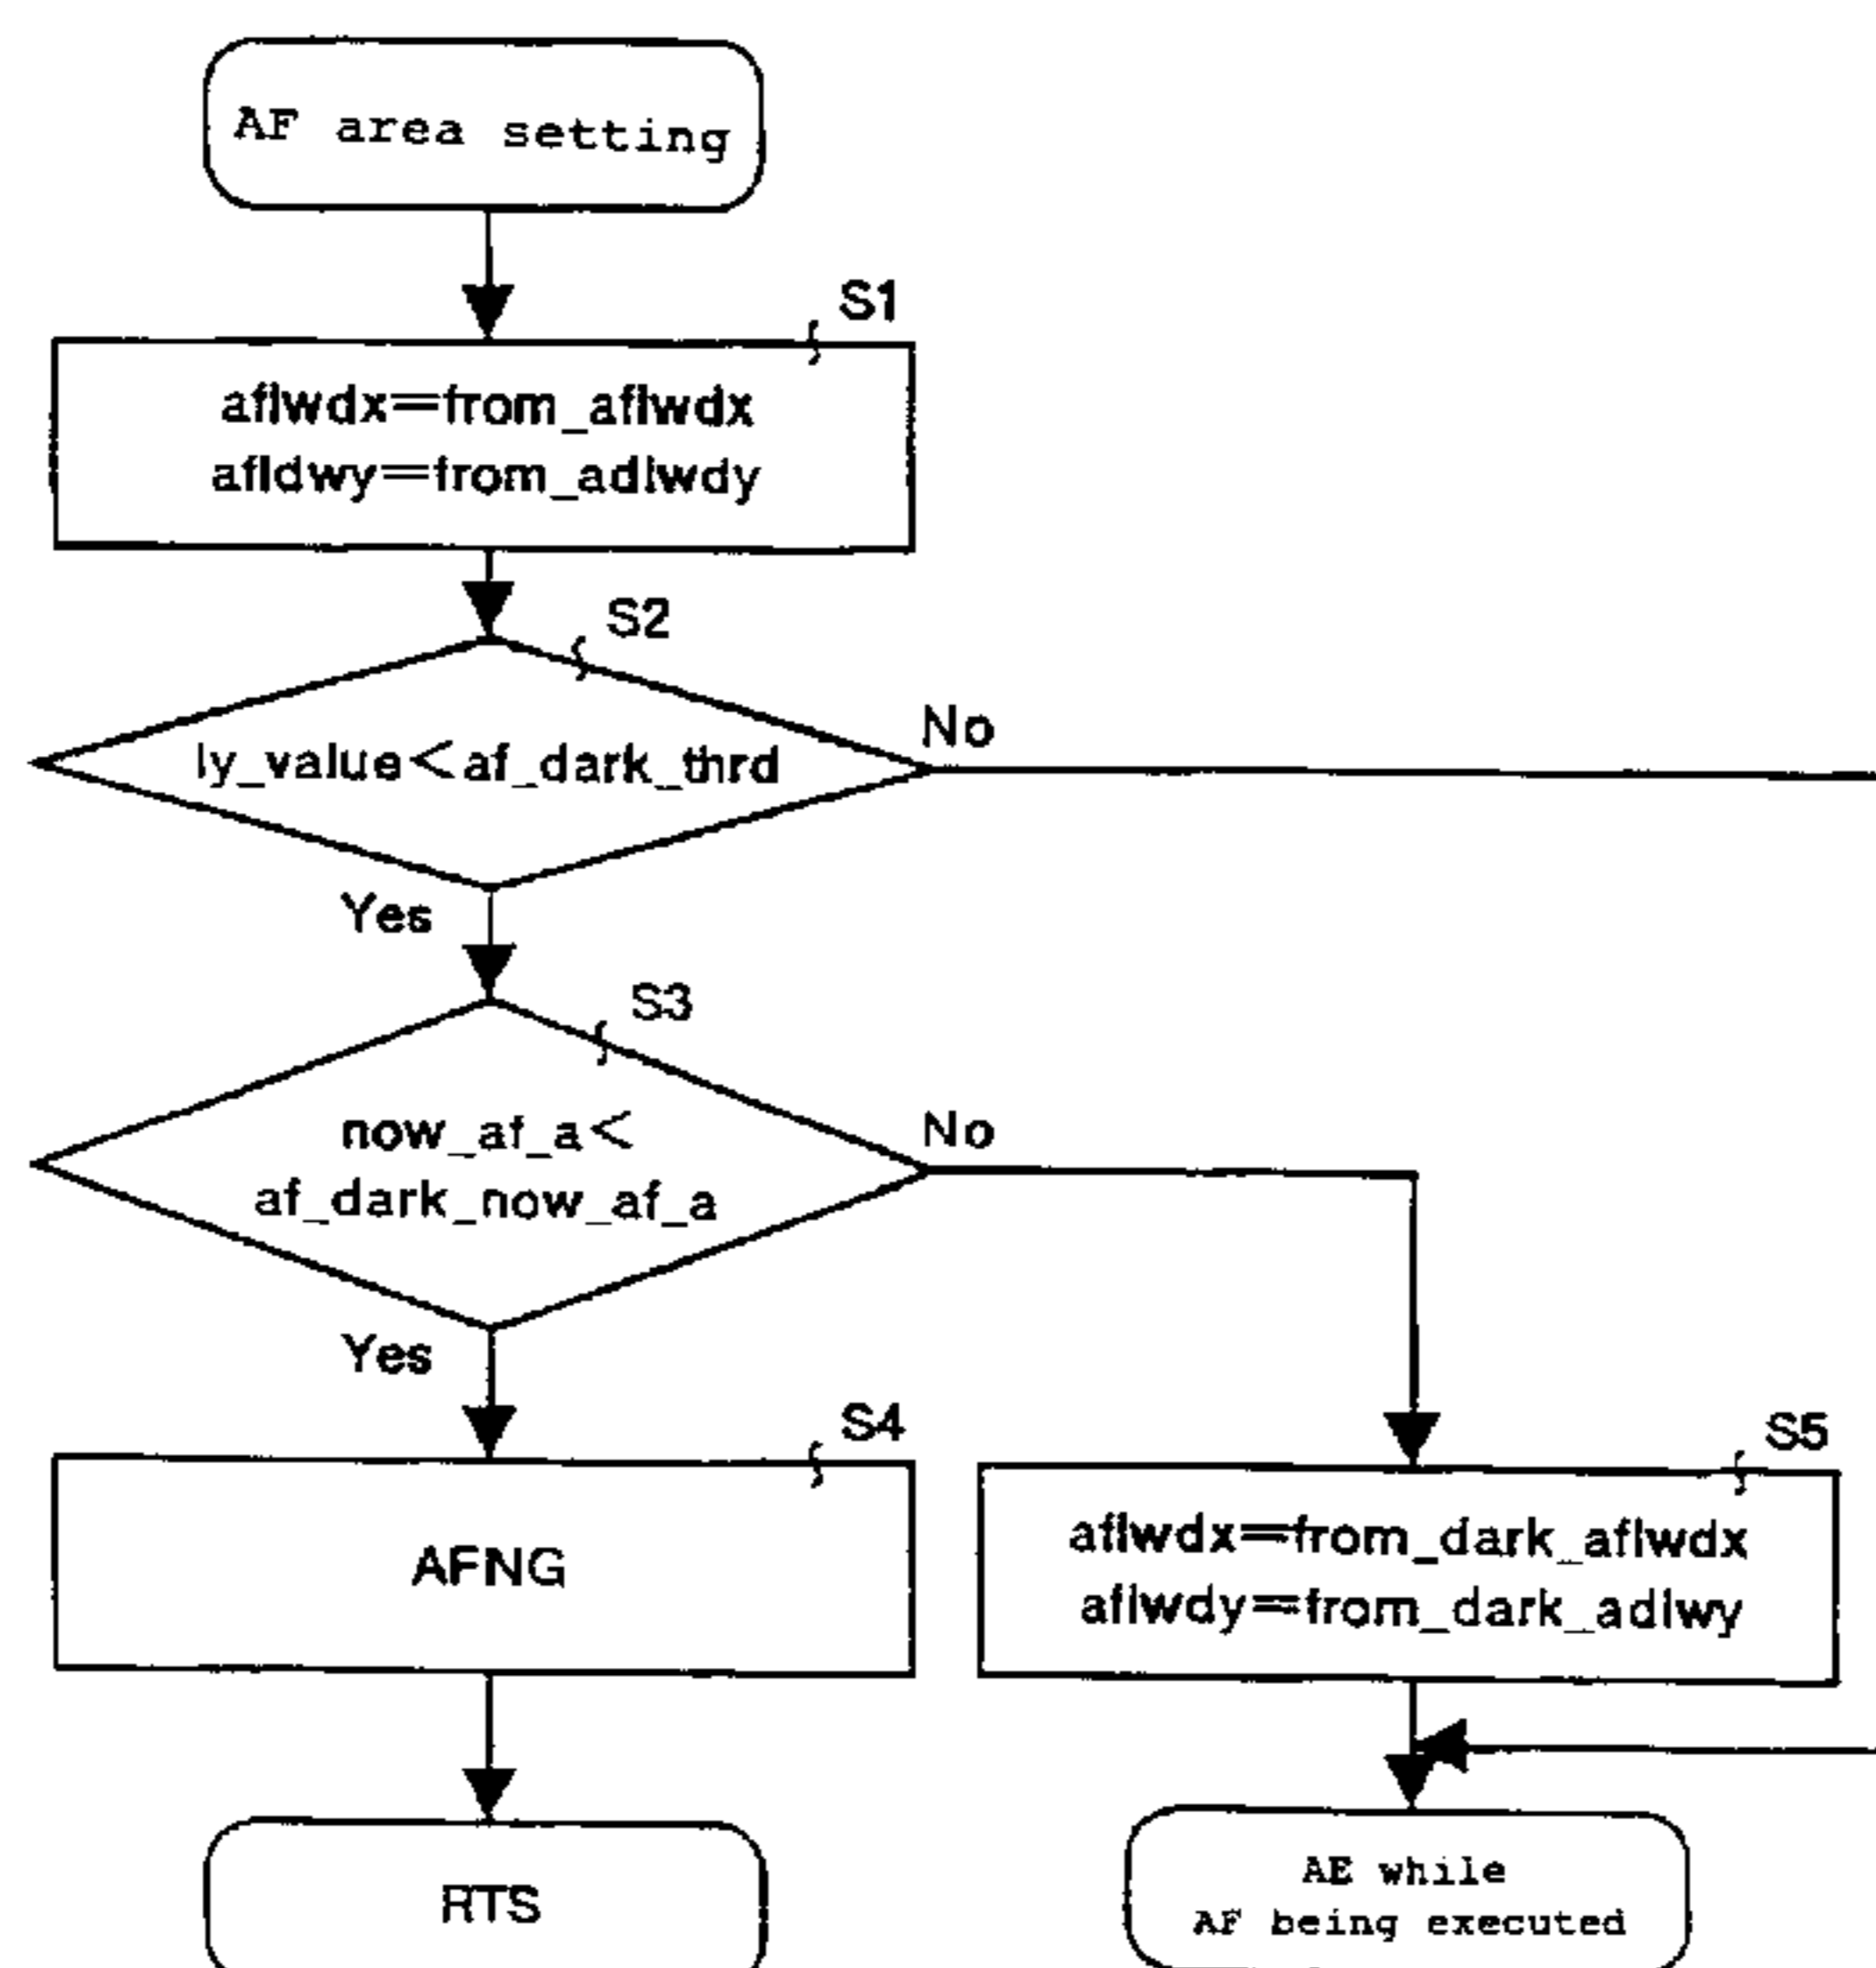 AF area setting
S1
aflwdx=from_aflwdx
afldwy=from_adlwdy
S2
ly_value<af_dark_thrd
No
Yes
S3
now_af_a<
af_dark_now_af_a
No
Yes
S4
AFNG
S5
aflwdx=from_dark_aflwdx
aflwdy=from_dark_adlwy
RTS
AE while
AF being executed